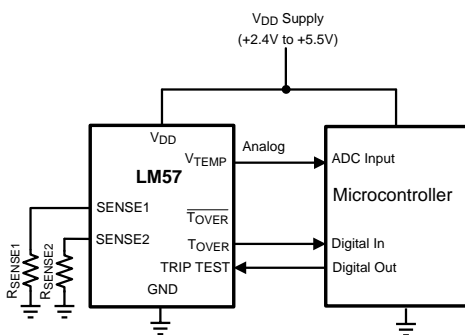 VDD Supply
(+2.4V to +5.5V)
VDD
LM57
VTEMP
Analog
ADC Input
Microcontroller
SENSE1
TOVER
SENSE2
TOVER
Digital In
TRIP TEST
Digital Out
GND
RSENSE1
RSENSE2